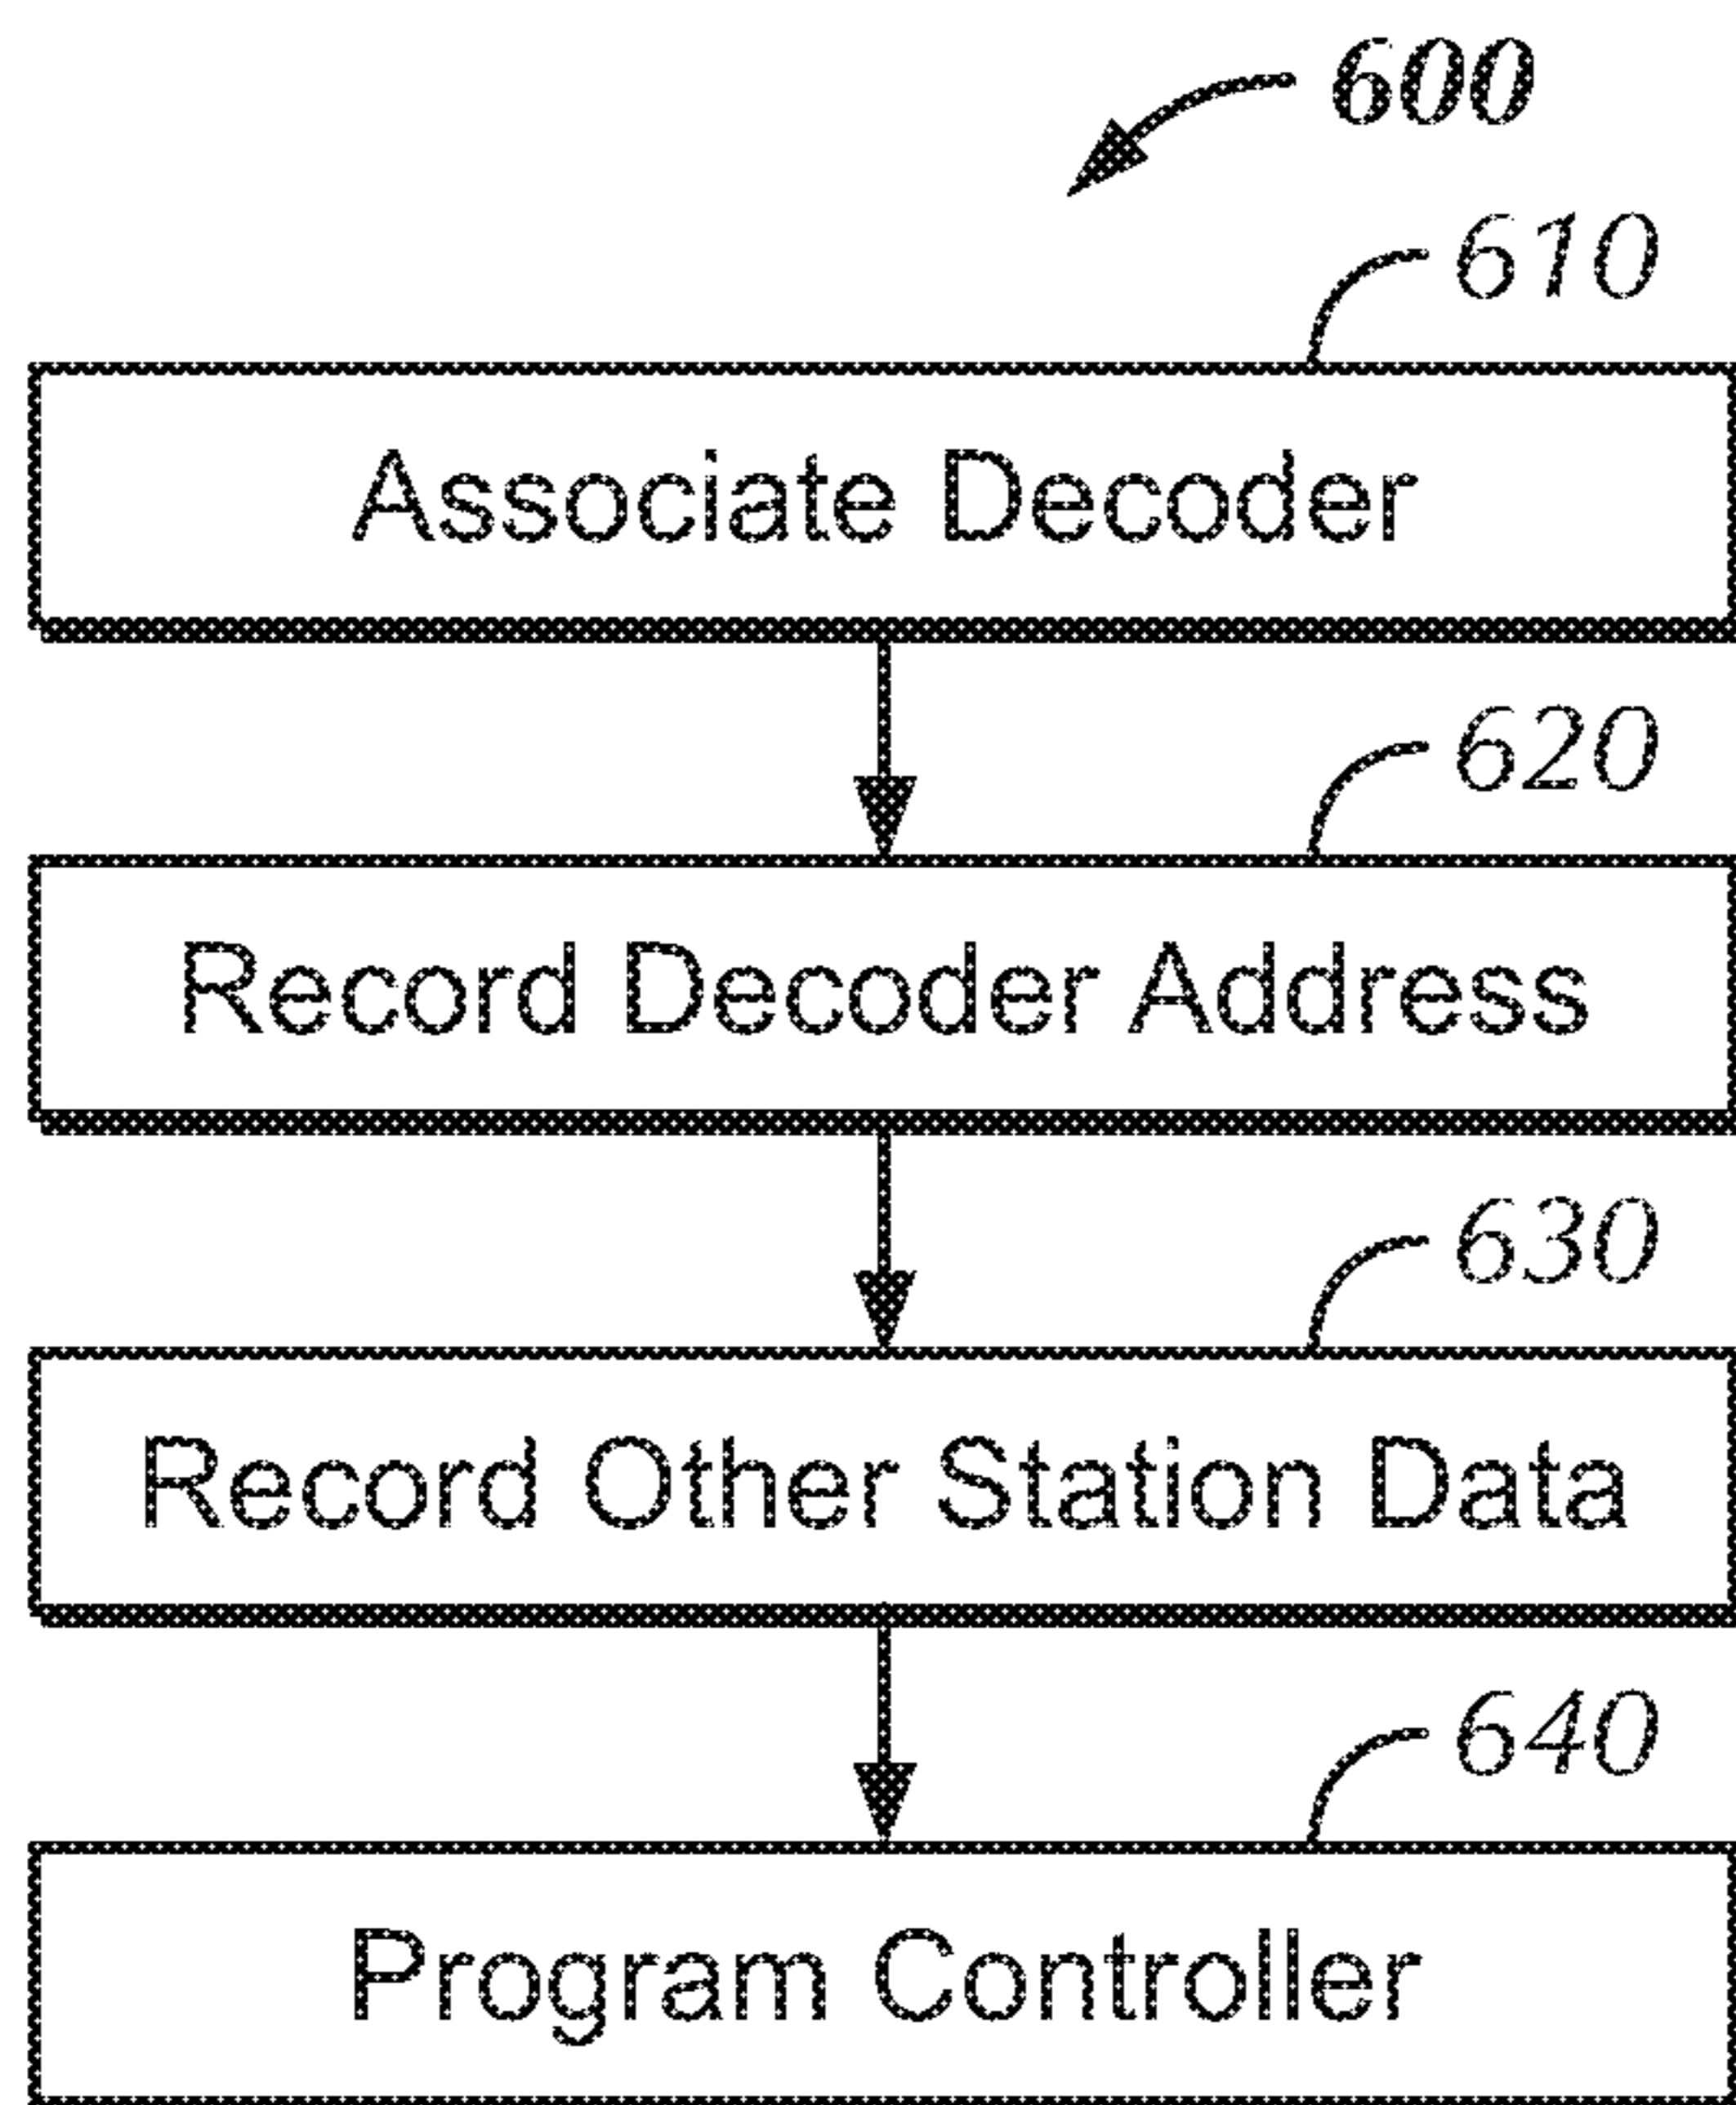 600
610
Associate Decoder
620
Record Decoder Address
630
Record Other Station Data
640
Program Controller